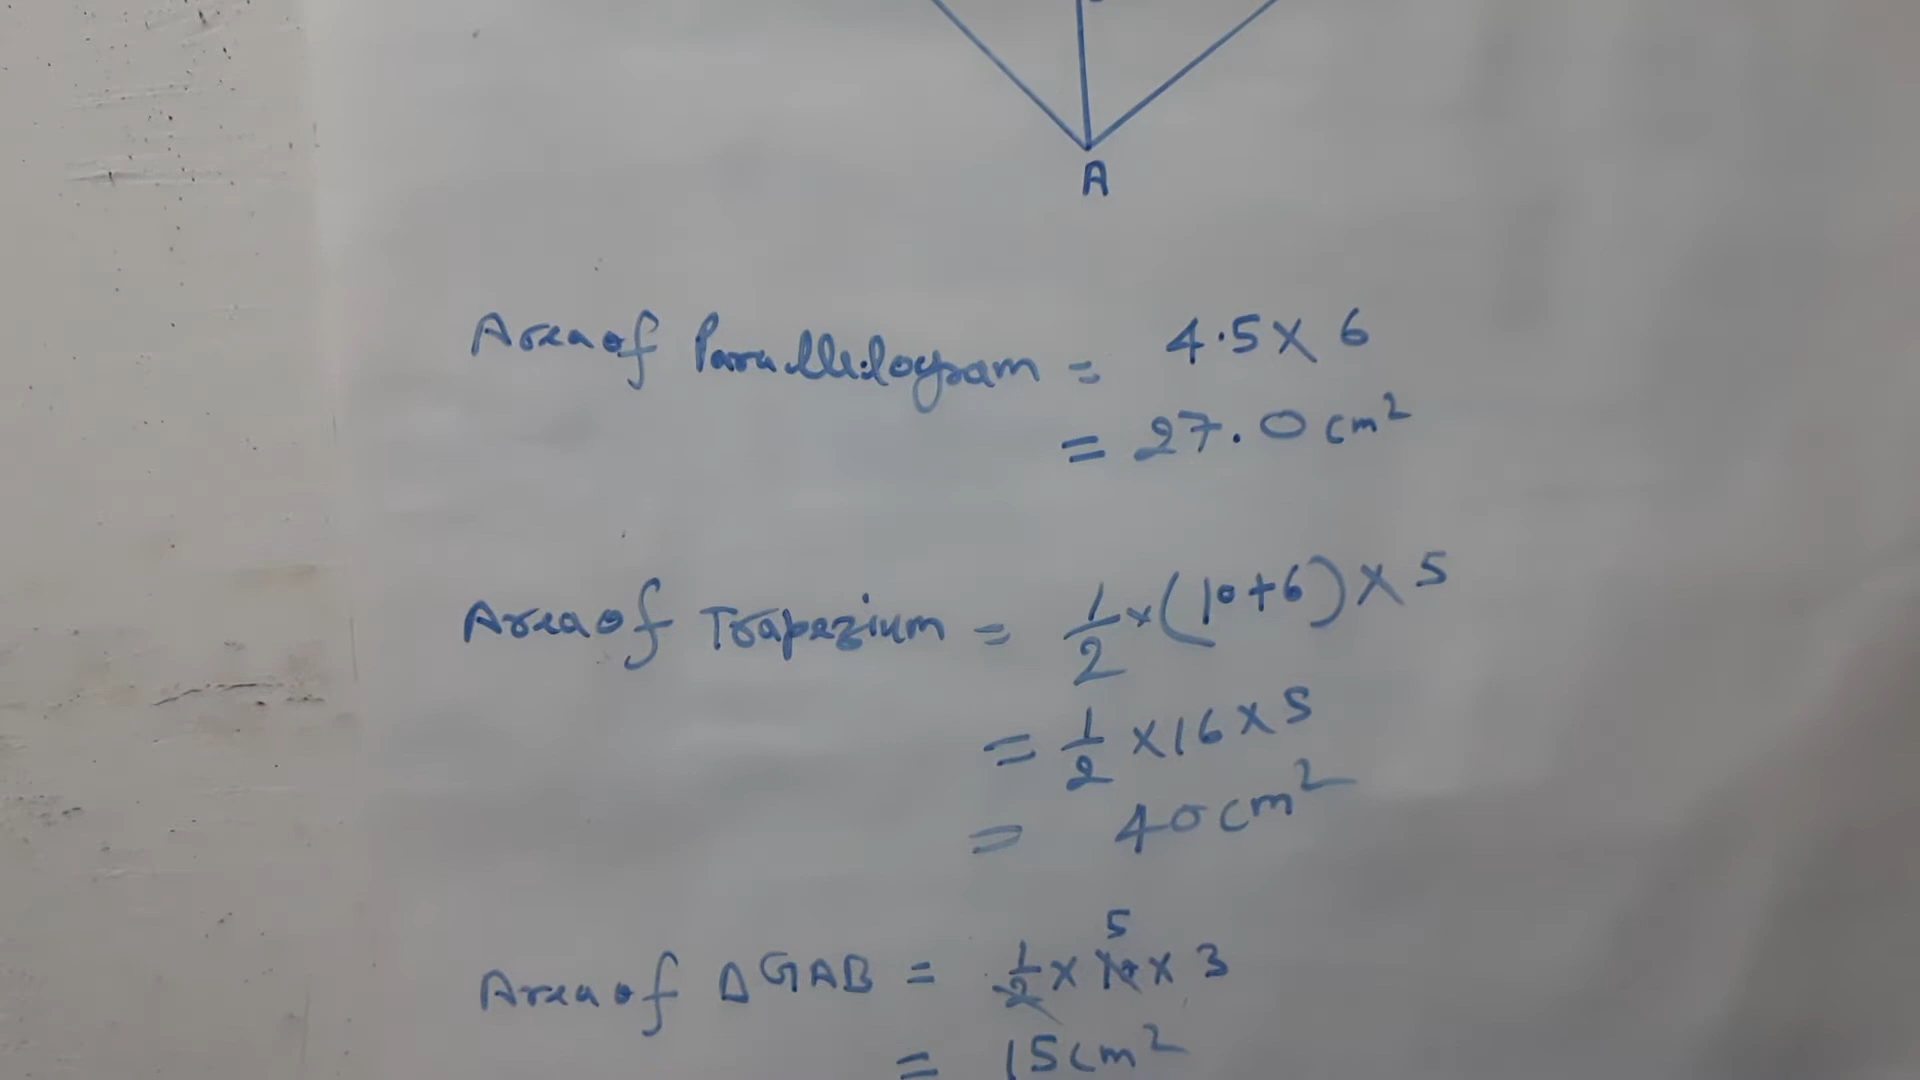 A
Area of Parallelogram = 4.5 × 6
= 27.0 cm²
Area of Trapezium = 1/2 × (10+6) × 5
= 1/2 × 16 × 5
= 40 cm²
5
Area of Δ GAB = 1/2 × 10 × 3
= 15 cm²